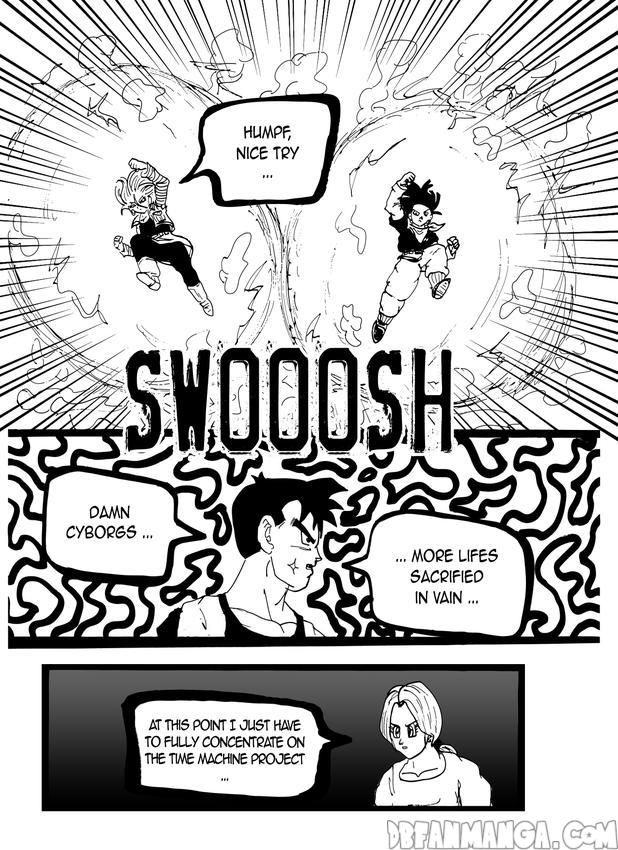 HUMPF,
NICE TRY
...
SWOOOSH
DAMN
CYBORGS ...
... MORE LIFES
SACRIFIED
IN VAIN ...
AT THIS POINT I JUST HAVE
TO FULLY CONCENTRATE ON
THE TIME MACHINE PROJECT
...
DBFANMANGA.COM